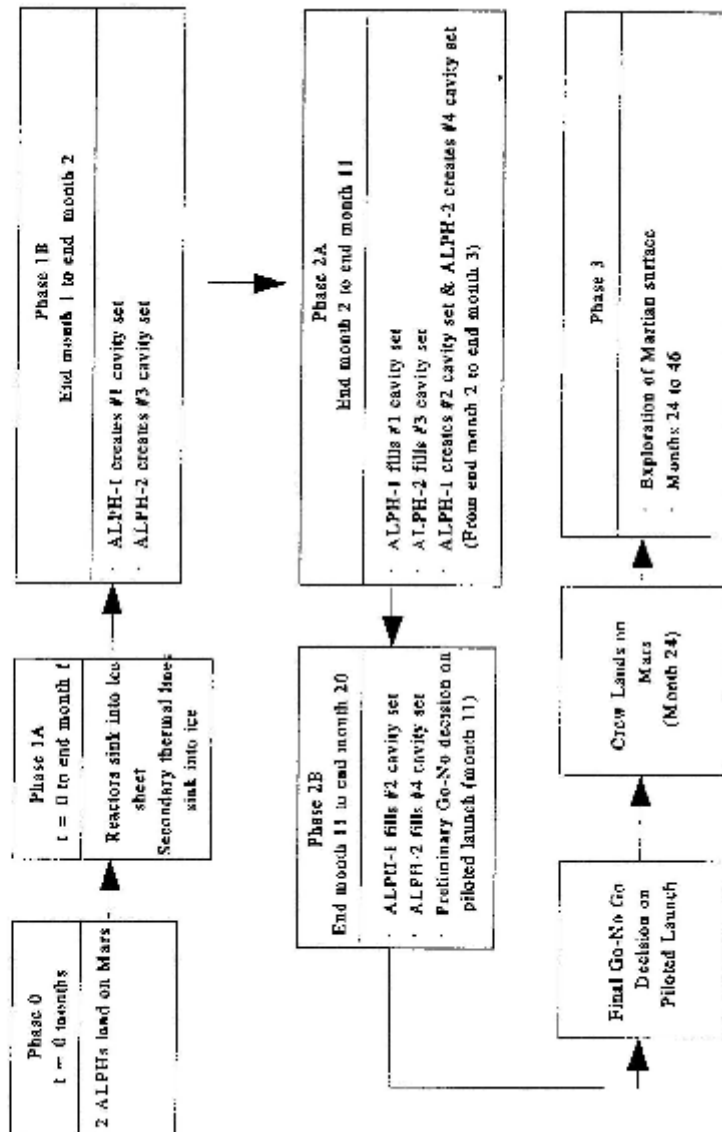 Phase 0
t = 0 months
2 ALPHs land on Mars
Phase 1A
t = 0 to end month 1
Reactors sink into ice
sheet
Secondary thermal lines
sink into ice
Phase 1B
End month 1 to end month 2
- ALPH-1 creates #1 cavity set
- ALPH-2 creates #3 cavity set
Phase 2A
End month 2 to end month 11
- ALPH-1 fills #1 cavity set
- ALPH-2 fills #3 cavity set
- ALPH-1 creates #2 cavity set & ALPH-2 creates #4 cavity set
(From end month 2 to end month 3)
Phase 2B
End month 11 to end month 20
- ALPH-1 fills #2 cavity set
- ALPH-2 fills #4 cavity set
- Preliminary Go-No decision on
piloted launch (month 11)
Final Go-No Go
Decision on
Piloted Launch
Crew Lands on
Mars
(Month 24)
Phase 3
- Exploration of Martian surface
- Months 24 to 46